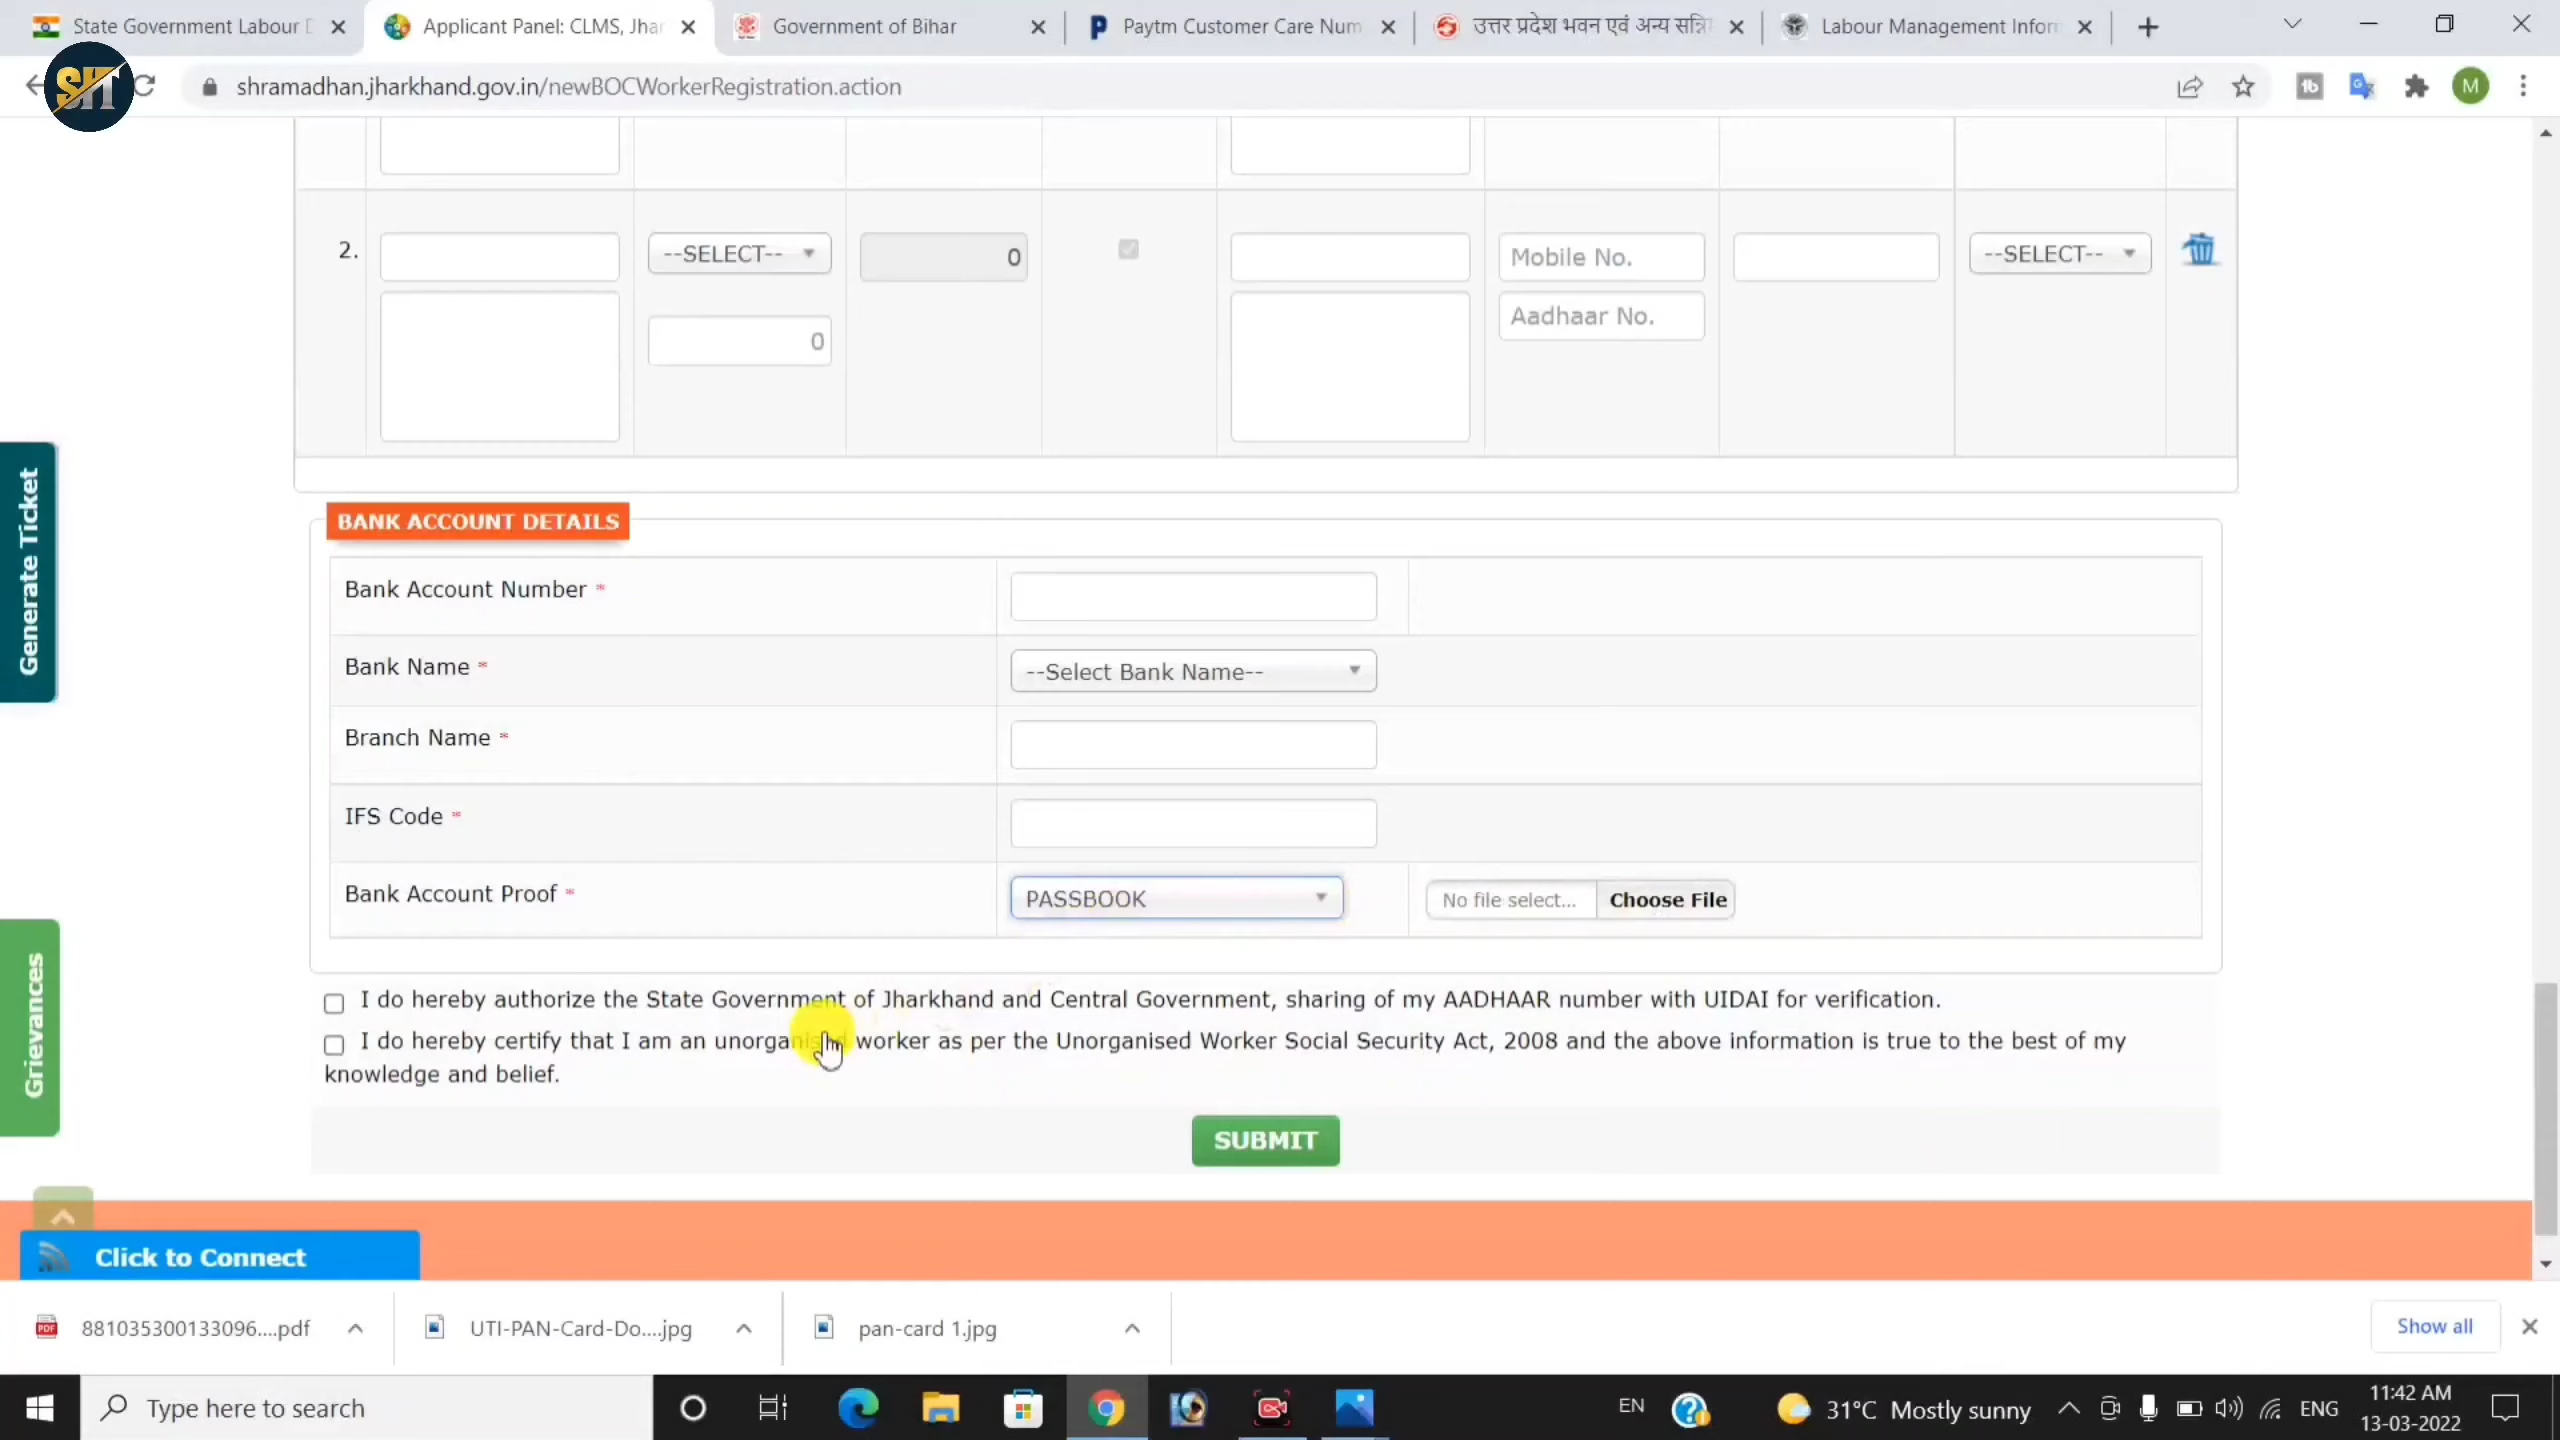 State Government Labour D
Applicant Panel: CLMS, Jhar
Government of Bihar
Paytm Customer Care Num
उत्तर प्रदेश भवन एवं अन्य सन्नि
Labour Management Inform
SIT
shramadhan.jharkhand.gov.in/newBOCWorkerRegistration.action
M
2.
--SELECT--
0
Mobile No.
--SELECT--
0
Aadhaar No.
Generate Ticket
BANK ACCOUNT DETAILS
Bank Account Number *
Bank Name *
--Select Bank Name--
Branch Name *
IFS Code *
Bank Account Proof *
PASSBOOK
No file select...
Choose File
Grievances
I do hereby authorize the State Government of Jharkhand and Central Government, sharing of my AADHAAR number with UIDAI for verification.
I do hereby certify that I am an unorganised worker as per the Unorganised Worker Social Security Act, 2008 and the above information is true to the best of my
knowledge and belief.
SUBMIT
Click to Connect
PDF
881035300133096....pdf
UTI-PAN-Card-Do....jpg
pan-card 1.jpg
Show all
Type here to search
EN
31°C Mostly sunny
ENG
11:42 AM
13-03-2022